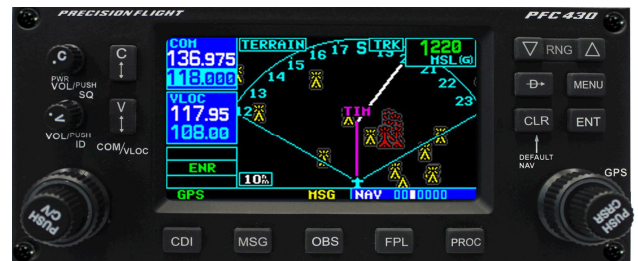 PRECISION FLIGHT
PFC 430
COM
136.975
118.000
VLOC
117.95
108.00
ENR
GPS
TERRAIN
TRK
1220
MSL(G)
12 13 14 15 16 17 S 21 22 23
TIM
10
MSG
NAV
C
PWR
VOL/PUSH
SQ
C
V
VOL/PUSH
ID
V
COM/VLOC
PUSH
C/V
RNG
D
MENU
CLR
ENT
DEFAULT
NAV
GPS
PUSH
CRSR
CDI
MSG
OBS
FPL
PROC